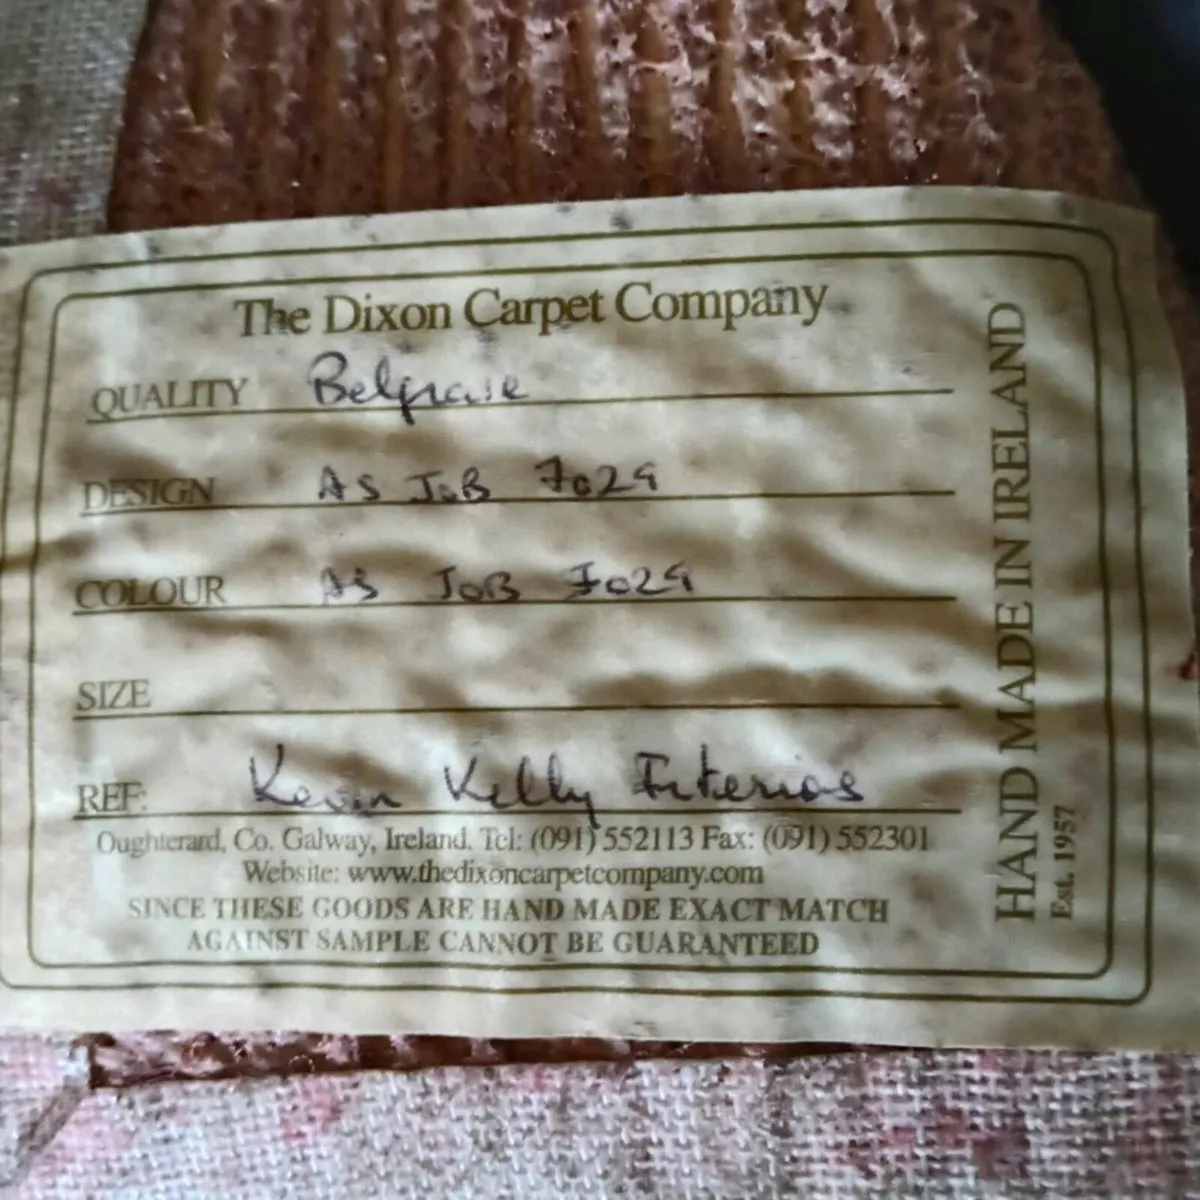 The Dixon Carpet Company
QUALITY Belgrave
DESIGN AS JOB 7029
COLOUR AS JOB 7029
SIZE
REF: Kevin Kelly Interiors
Oughterard, Co. Galway, Ireland. Tel: (091) 552113 Fax: (091) 552301
Website: www.thedixoncarpetcompany.com
SINCE THESE GOODS ARE HAND MADE EXACT MATCH
AGAINST SAMPLE CANNOT BE GUARANTEED
HAND MADE IN IRELAND
Est. 1957